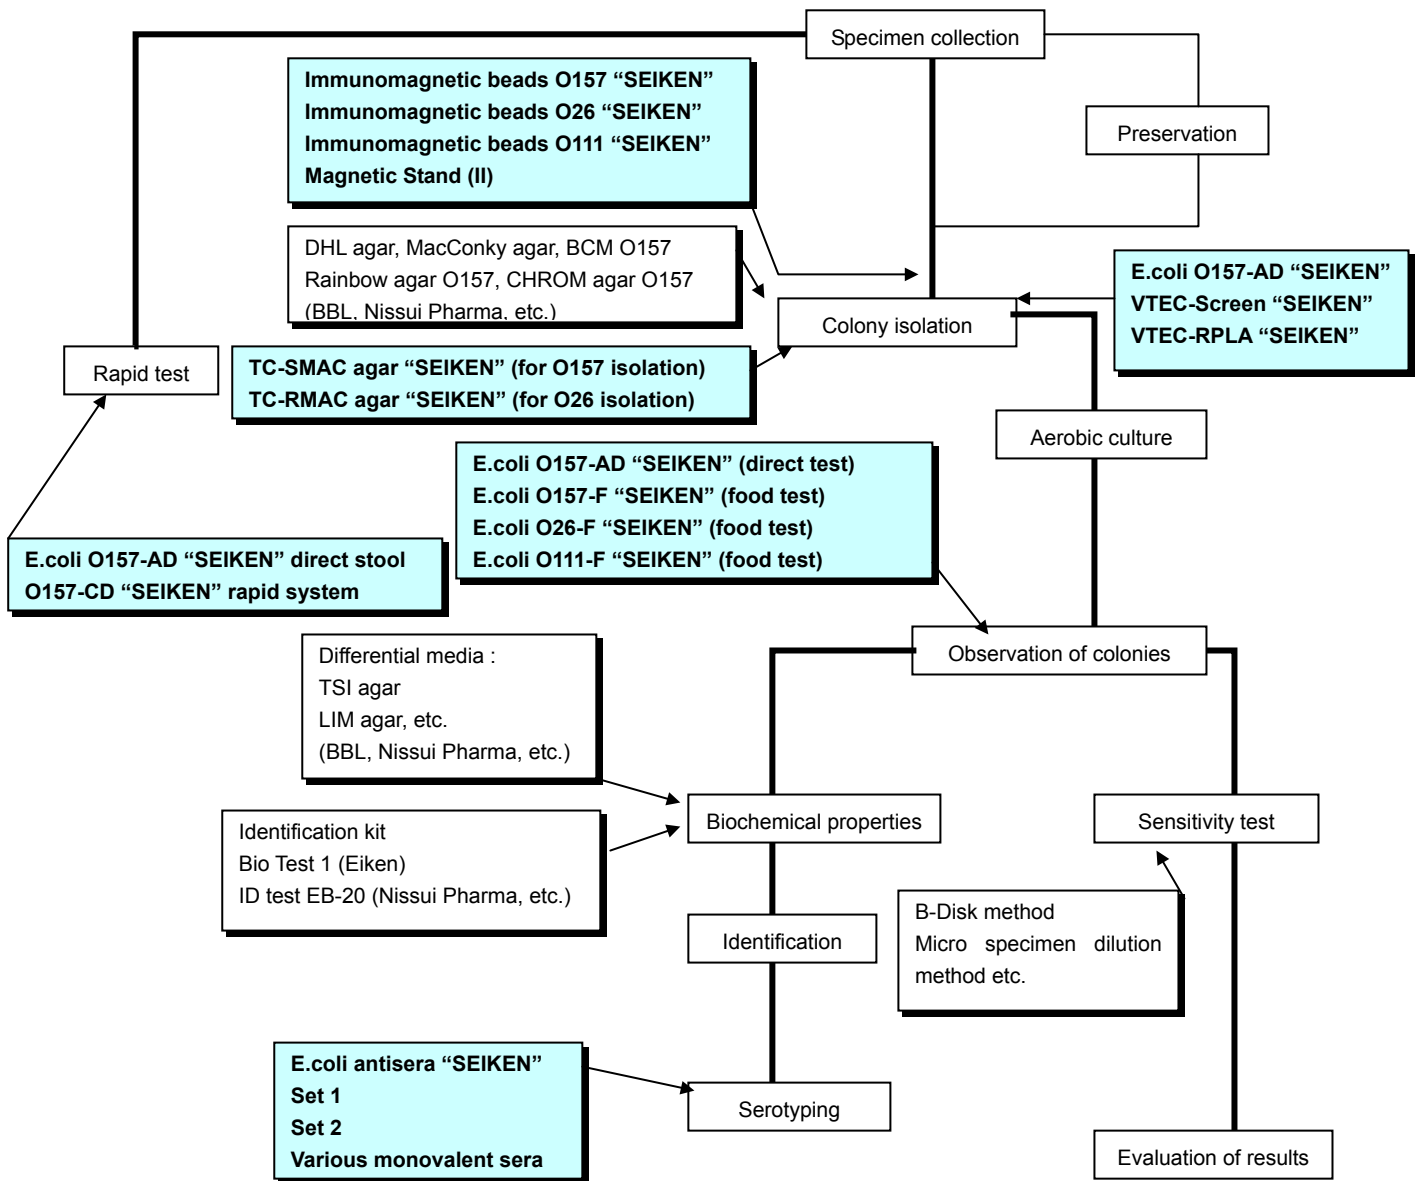 Specimen collection
Immunomagnetic beads O157 “SEIKEN”
Immunomagnetic beads O26 “SEIKEN”
Immunomagnetic beads O111 “SEIKEN”
Magnetic Stand (II)
Preservation
DHL agar, MacConky agar, BCM O157
Rainbow agar O157, CHROM agar O157
(BBL, Nissui Pharma, etc.)
E.coli O157-AD “SEIKEN”
VTEC-Screen “SEIKEN”
VTEC-RPLA “SEIKEN”
Colony isolation
Rapid test
TC-SMAC agar “SEIKEN” (for O157 isolation)
TC-RMAC agar “SEIKEN” (for O26 isolation)
Aerobic culture
E.coli O157-AD “SEIKEN” (direct test)
E.coli O157-F “SEIKEN” (food test)
E.coli O26-F “SEIKEN” (food test)
E.coli O111-F “SEIKEN” (food test)
E.coli O157-AD “SEIKEN” direct stool
O157-CD “SEIKEN” rapid system
Observation of colonies
Differential media :
TSI agar
LIM agar, etc.
(BBL, Nissui Pharma, etc.)
Biochemical properties
Sensitivity test
Identification kit
Bio Test 1 (Eiken)
ID test EB-20 (Nissui Pharma, etc.)
B-Disk method
Micro specimen dilution
method etc.
Identification
E.coli antisera “SEIKEN”
Set 1
Set 2
Various monovalent sera
Serotyping
Evaluation of results